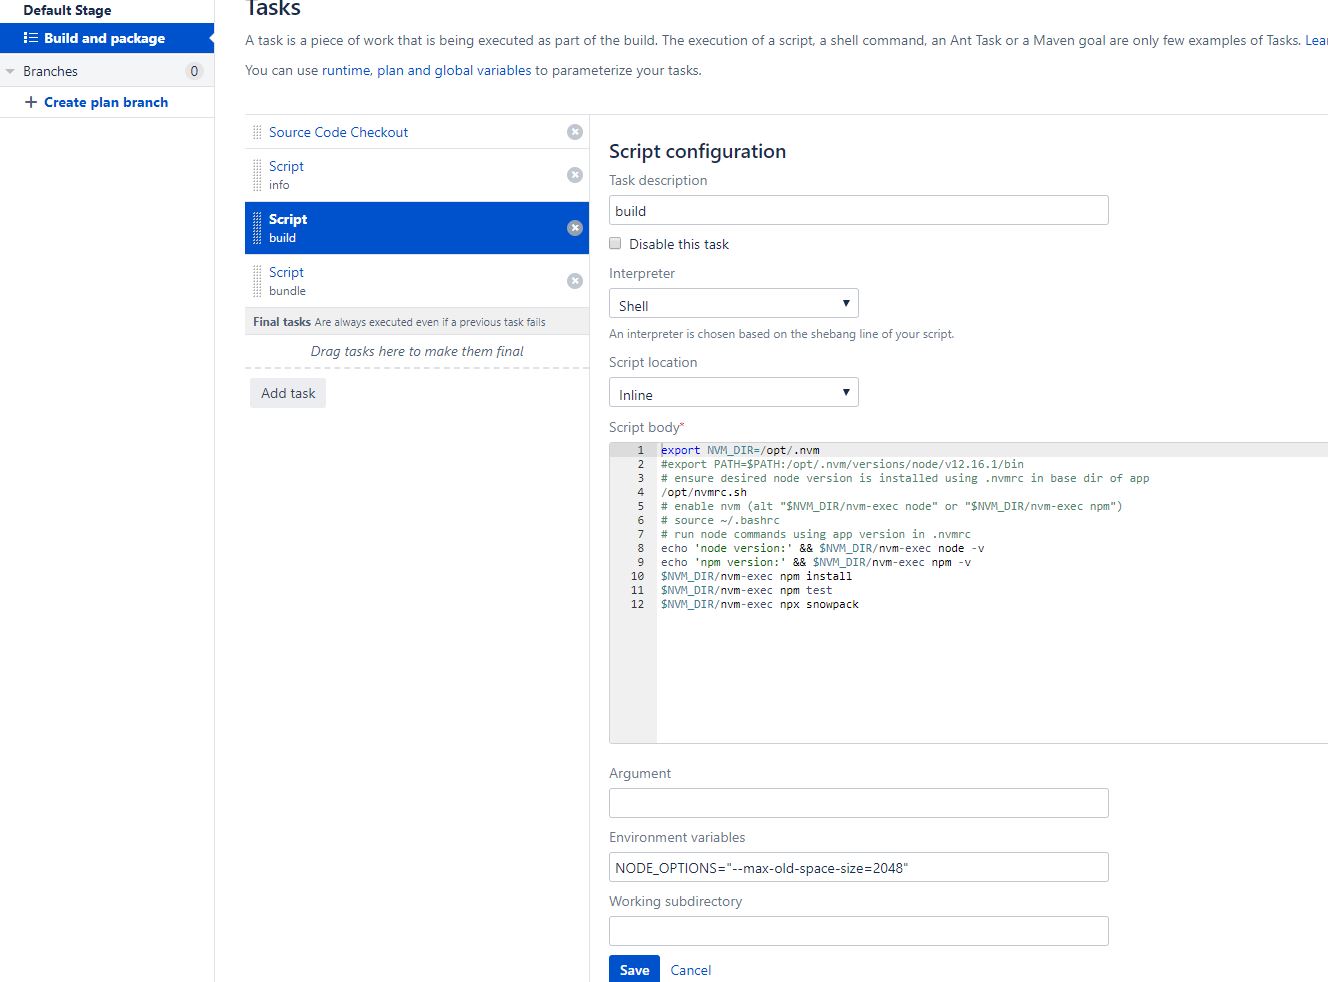 Default Stage
Build and package
Branches 0
Create plan branch
Tasks
A task is a piece of work that is being executed as part of the build. The execution of a script, a shell command, an Ant Task or a Maven goal are only few examples of Tasks.
You can use runtime, plan and global variables to parameterize your tasks.
Source Code Checkout
Script
info
Script
build
Script
bundle
Final tasks Are always executed even if a previous task fails
Drag tasks here to make them final
Add task
Script configuration
Task description
build
Disable this task
Interpreter
Shell
An interpreter is chosen based on the shebang line of your script.
Script location
Inline
Script body*
1 export NVM_DIR=/opt/.nvm
2 #export PATH=$PATH:/opt/.nvm/versions/node/v12.16.1/bin
3 # ensure desired node version is installed using .nvmrc in base dir of app
4 /opt/nvmrc.sh
5 # enable nvm (alt "$NVM_DIR/nvm-exec node" or "$NVM_DIR/nvm-exec npm")
6 # source ~/.bashrc
7 # run node commands using app version in .nvmrc
8 echo 'node version:' && $NVM_DIR/nvm-exec node -v
9 echo 'npm version:' && $NVM_DIR/nvm-exec npm -v
10 $NVM_DIR/nvm-exec npm install
11 $NVM_DIR/nvm-exec npm test
12 $NVM_DIR/nvm-exec npx snowpack
Argument
Environment variables
NODE_OPTIONS="--max-old-space-size=2048"
Working subdirectory
Save Cancel